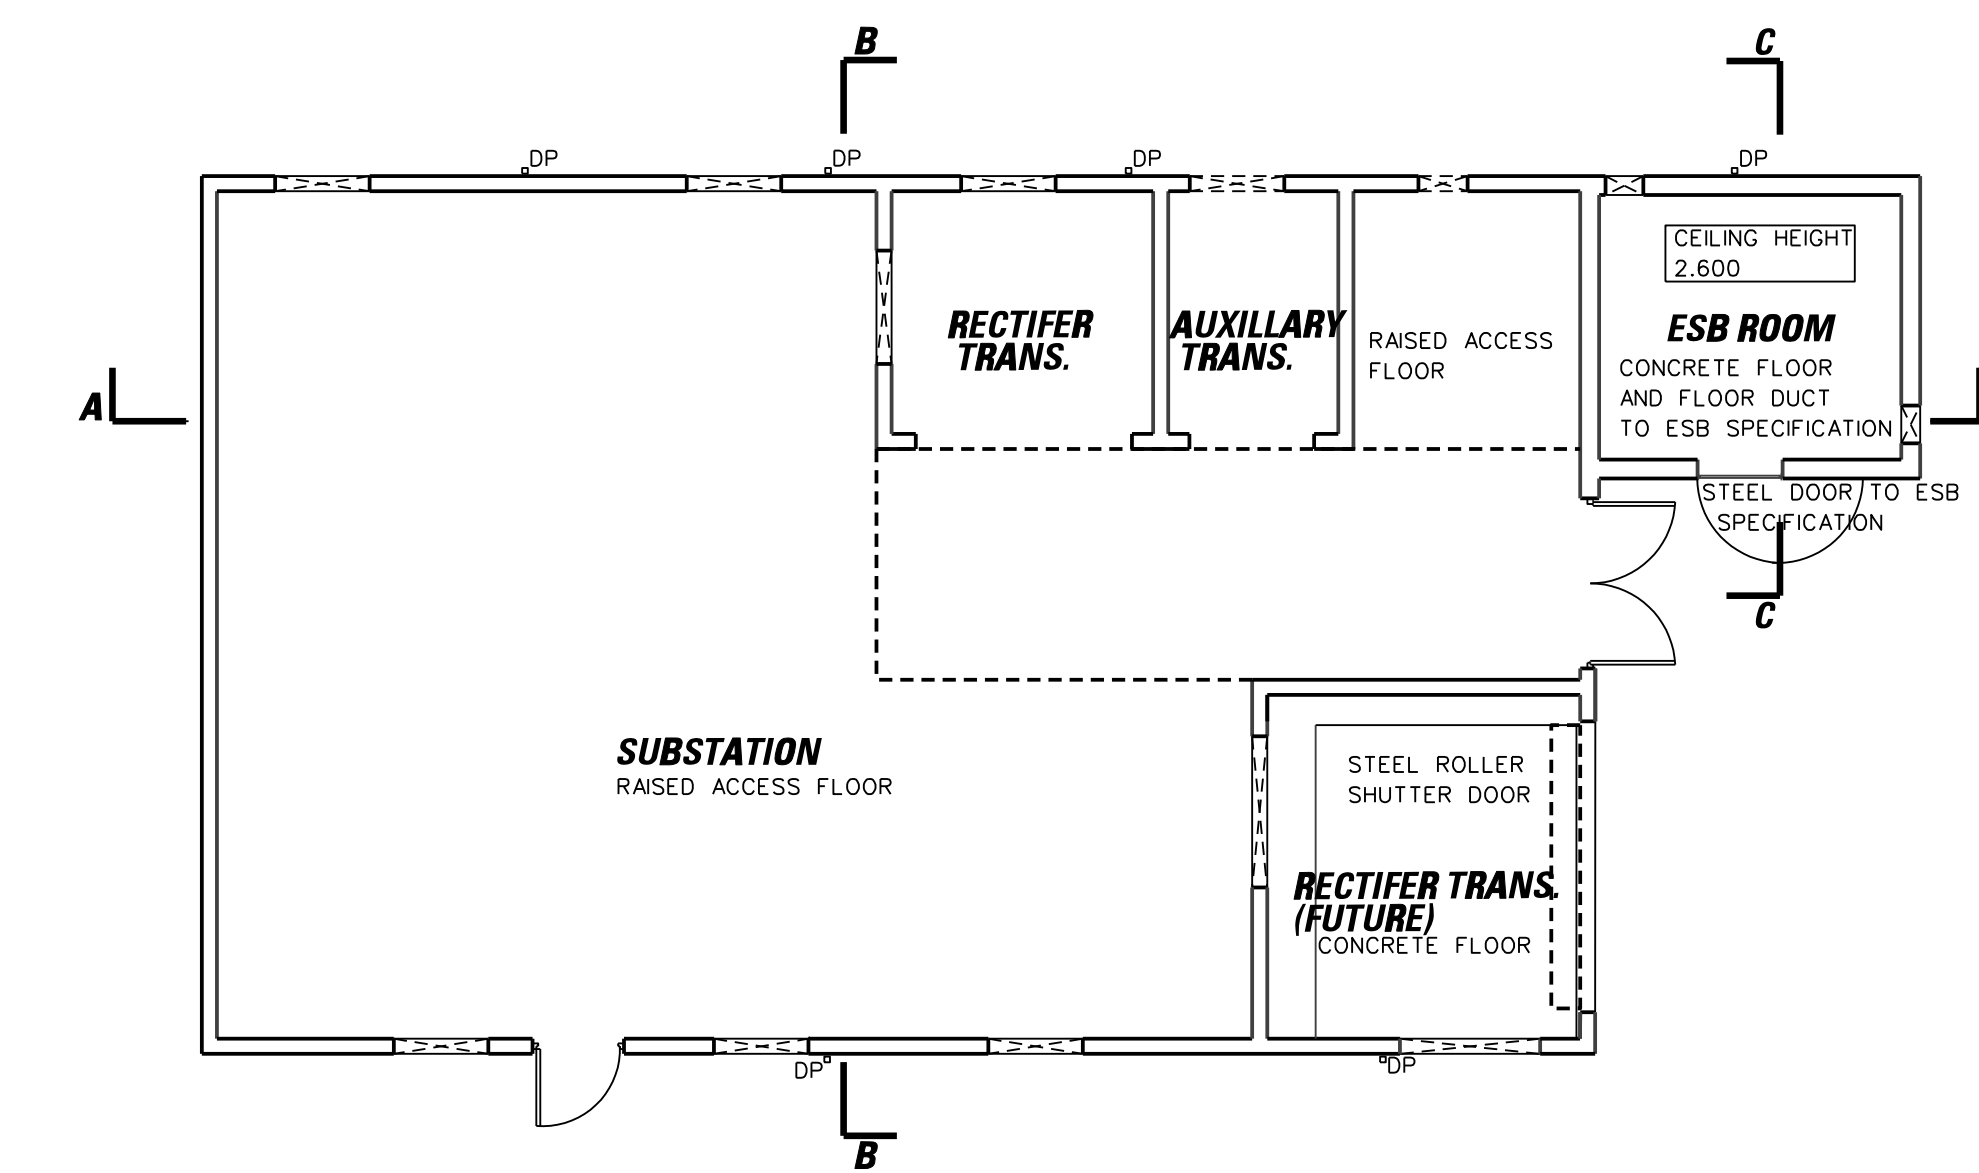 B
C
DP
DP
DP
DP
CEILING HEIGHT
2.600
RECTIFER
TRANS.
AUXILLARY
TRANS.
RAISED ACCESS
FLOOR
ESB ROOM
CONCRETE FLOOR
AND FLOOR DUCT
TO ESB SPECIFICATION
A
STEEL DOOR TO ESB
SPECIFICATION
C
SUBSTATION
RAISED ACCESS FLOOR
STEEL ROLLER
SHUTTER DOOR
RECTIFER TRANS.
(FUTURE)
CONCRETE FLOOR
DP
DP
B